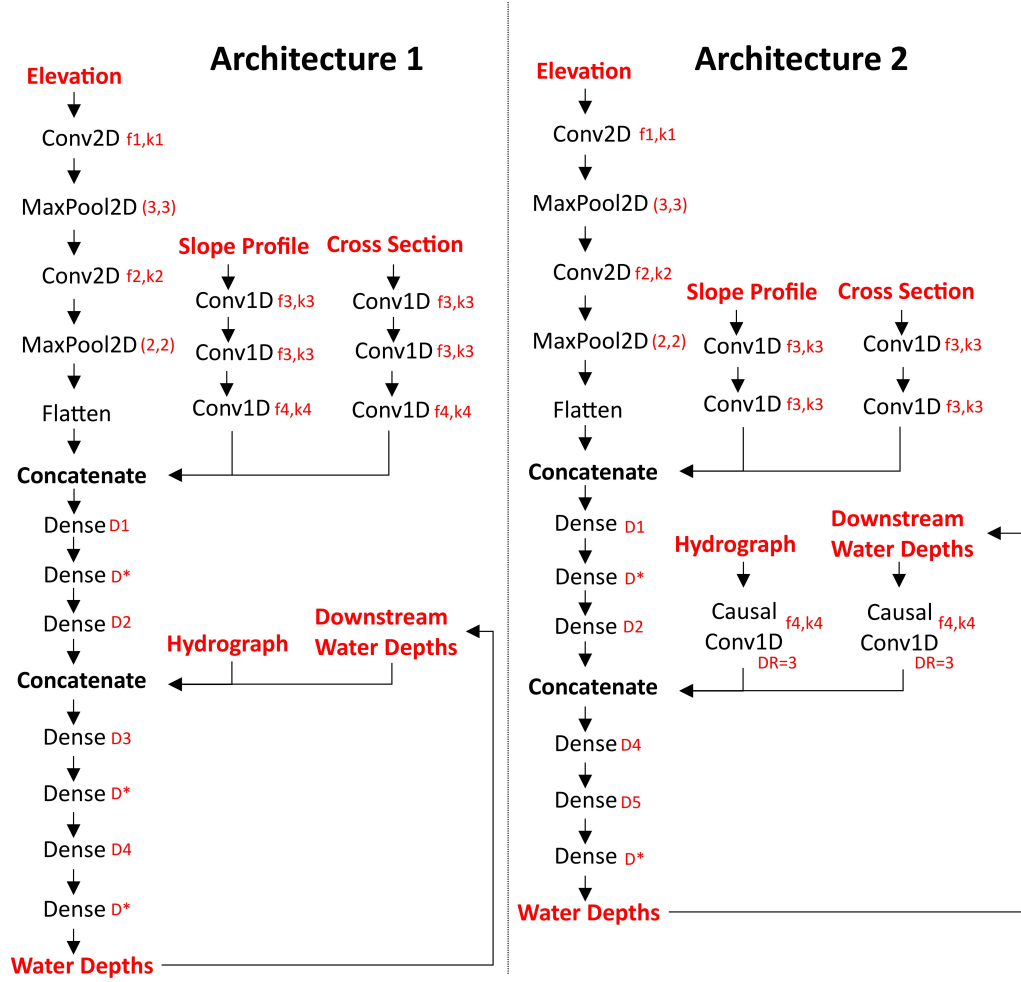 Architecture 1
Elevation
Conv2D f1,k1
MaxPool2D (3,3)
Conv2D f2,k2
MaxPool2D (2,2)
Flatten
Slope Profile
Conv1D f3,k3
Conv1D f3,k3
Conv1D f4,k4
Cross Section
Conv1D f3,k3
Conv1D f3,k3
Conv1D f4,k4
Concatenate
Dense D1
Dense D*
Dense D2
Hydrograph
Downstream
Water Depths
Concatenate
Dense D3
Dense D*
Dense D4
Dense D*
Water Depths
Architecture 2
Elevation
Conv2D f1,k1
MaxPool2D (3,3)
Conv2D f2,k2
MaxPool2D (2,2)
Flatten
Slope Profile
Conv1D f3,k3
Conv1D f3,k3
Cross Section
Conv1D f3,k3
Conv1D f3,k3
Concatenate
Dense D1
Dense D*
Dense D2
Hydrograph
Causal
Conv1D f4,k4
DR=3
Downstream
Water Depths
Causal
Conv1D f4,k4
DR=3
Concatenate
Dense D4
Dense D5
Dense D*
Water Depths